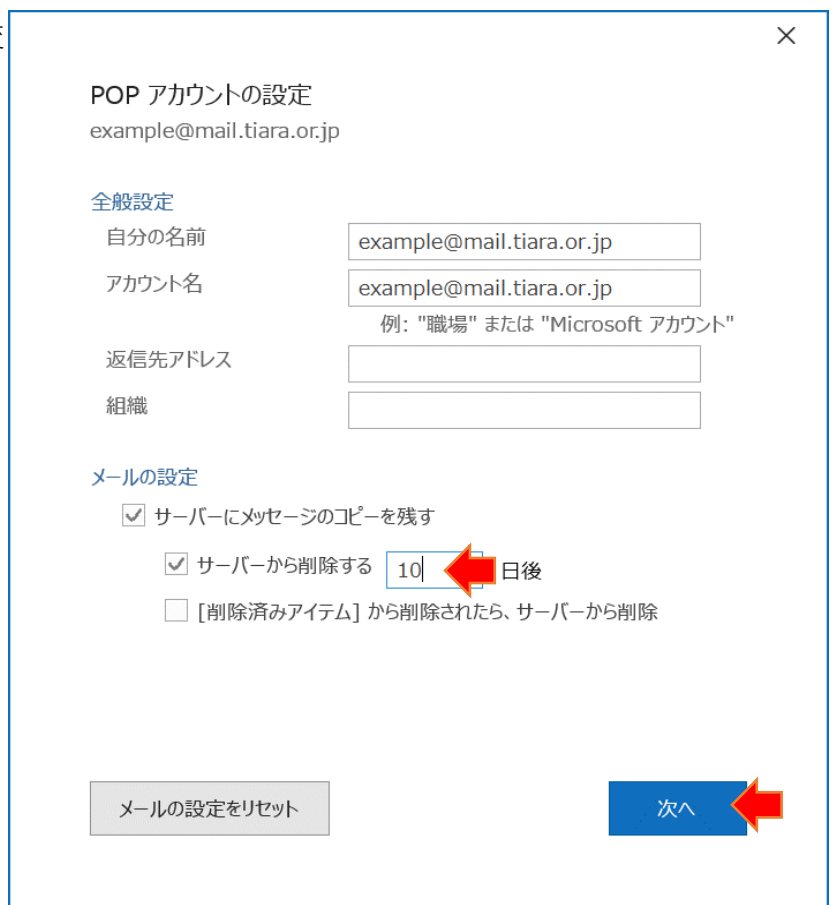 POP アカウントの設定
example@mail.tiara.or.jp
全般設定
自分の名前 example@mail.tiara.or.jp
アカウント名 example@mail.tiara.or.jp
例: "職場" または "Microsoft アカウント"
返信先アドレス
組織
メールの設定
サーバーにメッセージのコピーを残す
サーバーから削除する 10 日後
[削除済みアイテム] から削除されたら、サーバーから削除
メールの設定をリセット 次へ